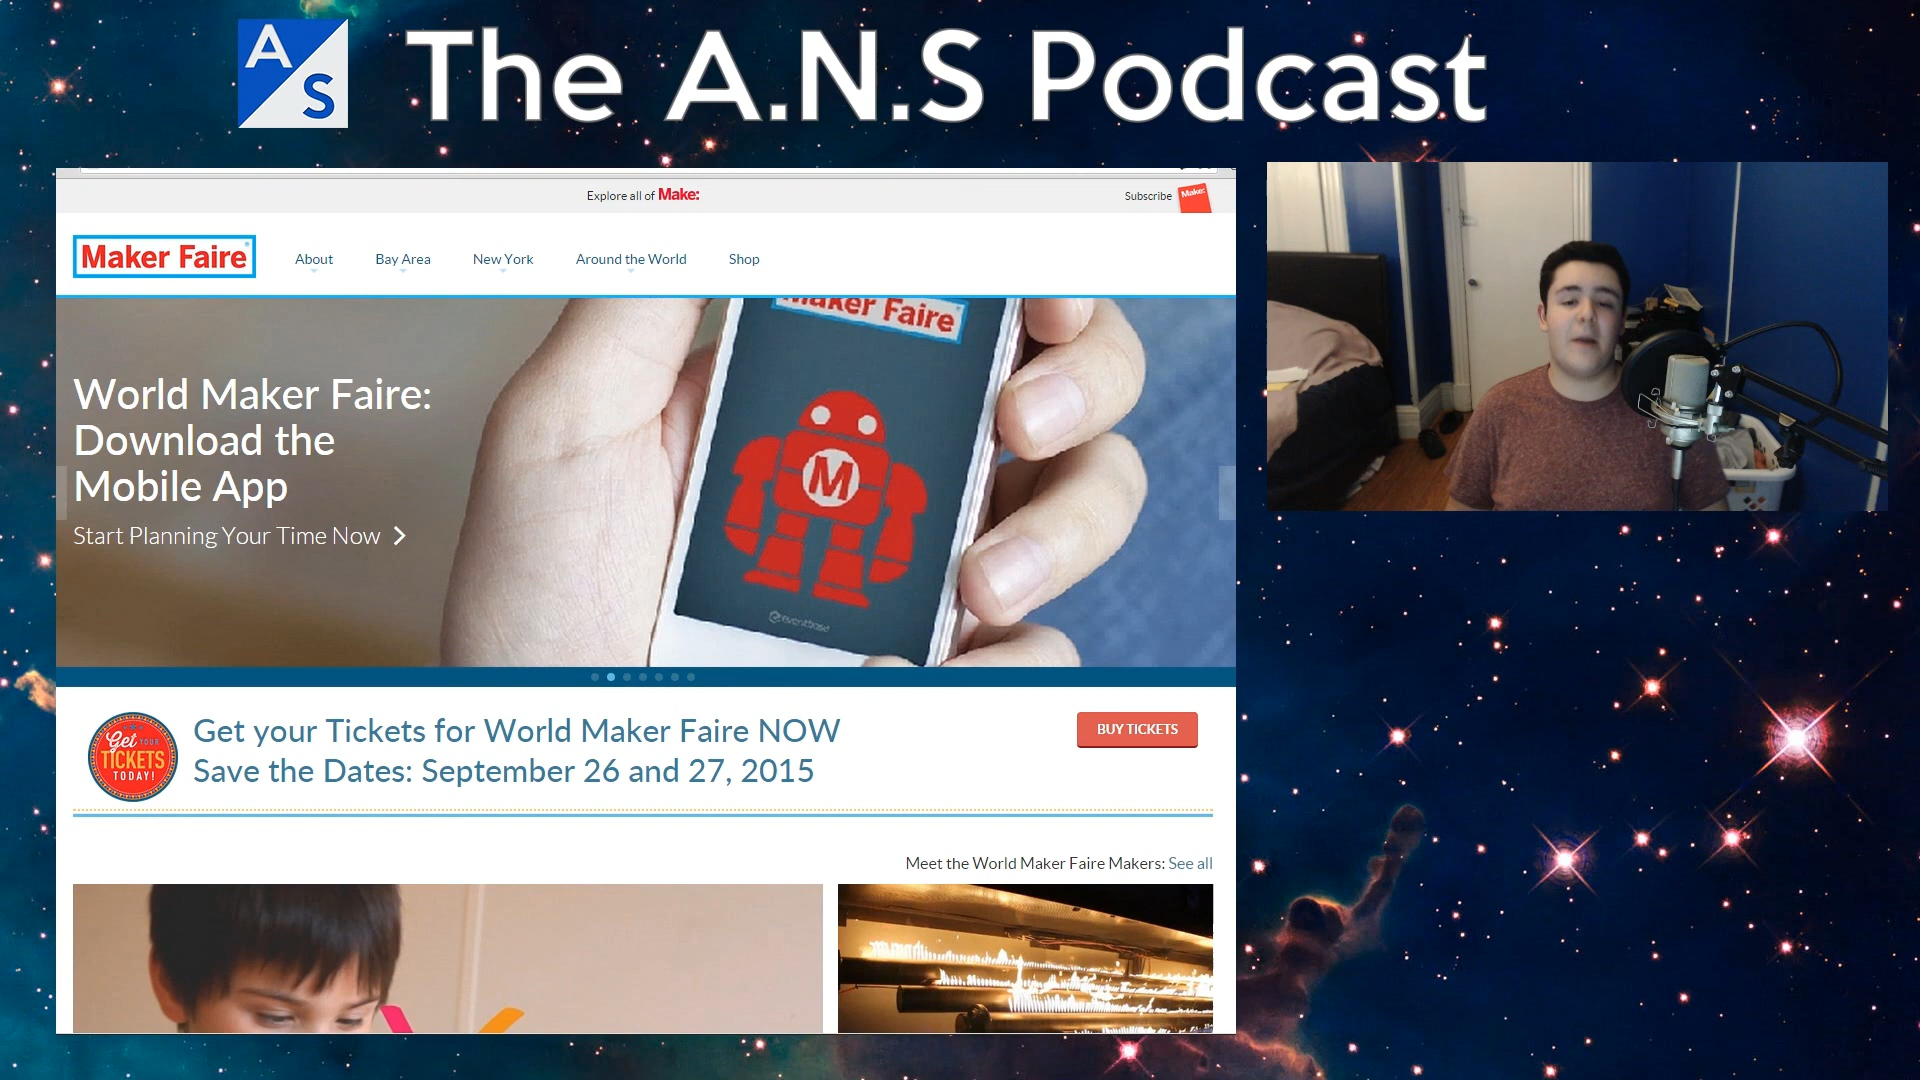 A
S
The A.N.S Podcast
Explore all of Make:
Subscribe
Make:
Maker Faire
About
Bay Area
New York
Around the World
Shop
Maker Faire
World Maker Faire:
Download the
Mobile App
Start Planning Your Time Now
M
eventbase
Get your Tickets for World Maker Faire NOW
Save the Dates: September 26 and 27, 2015
Get YOUR
TICKETS
TODAY!
BUY TICKETS
Meet the World Maker Faire Makers: See all